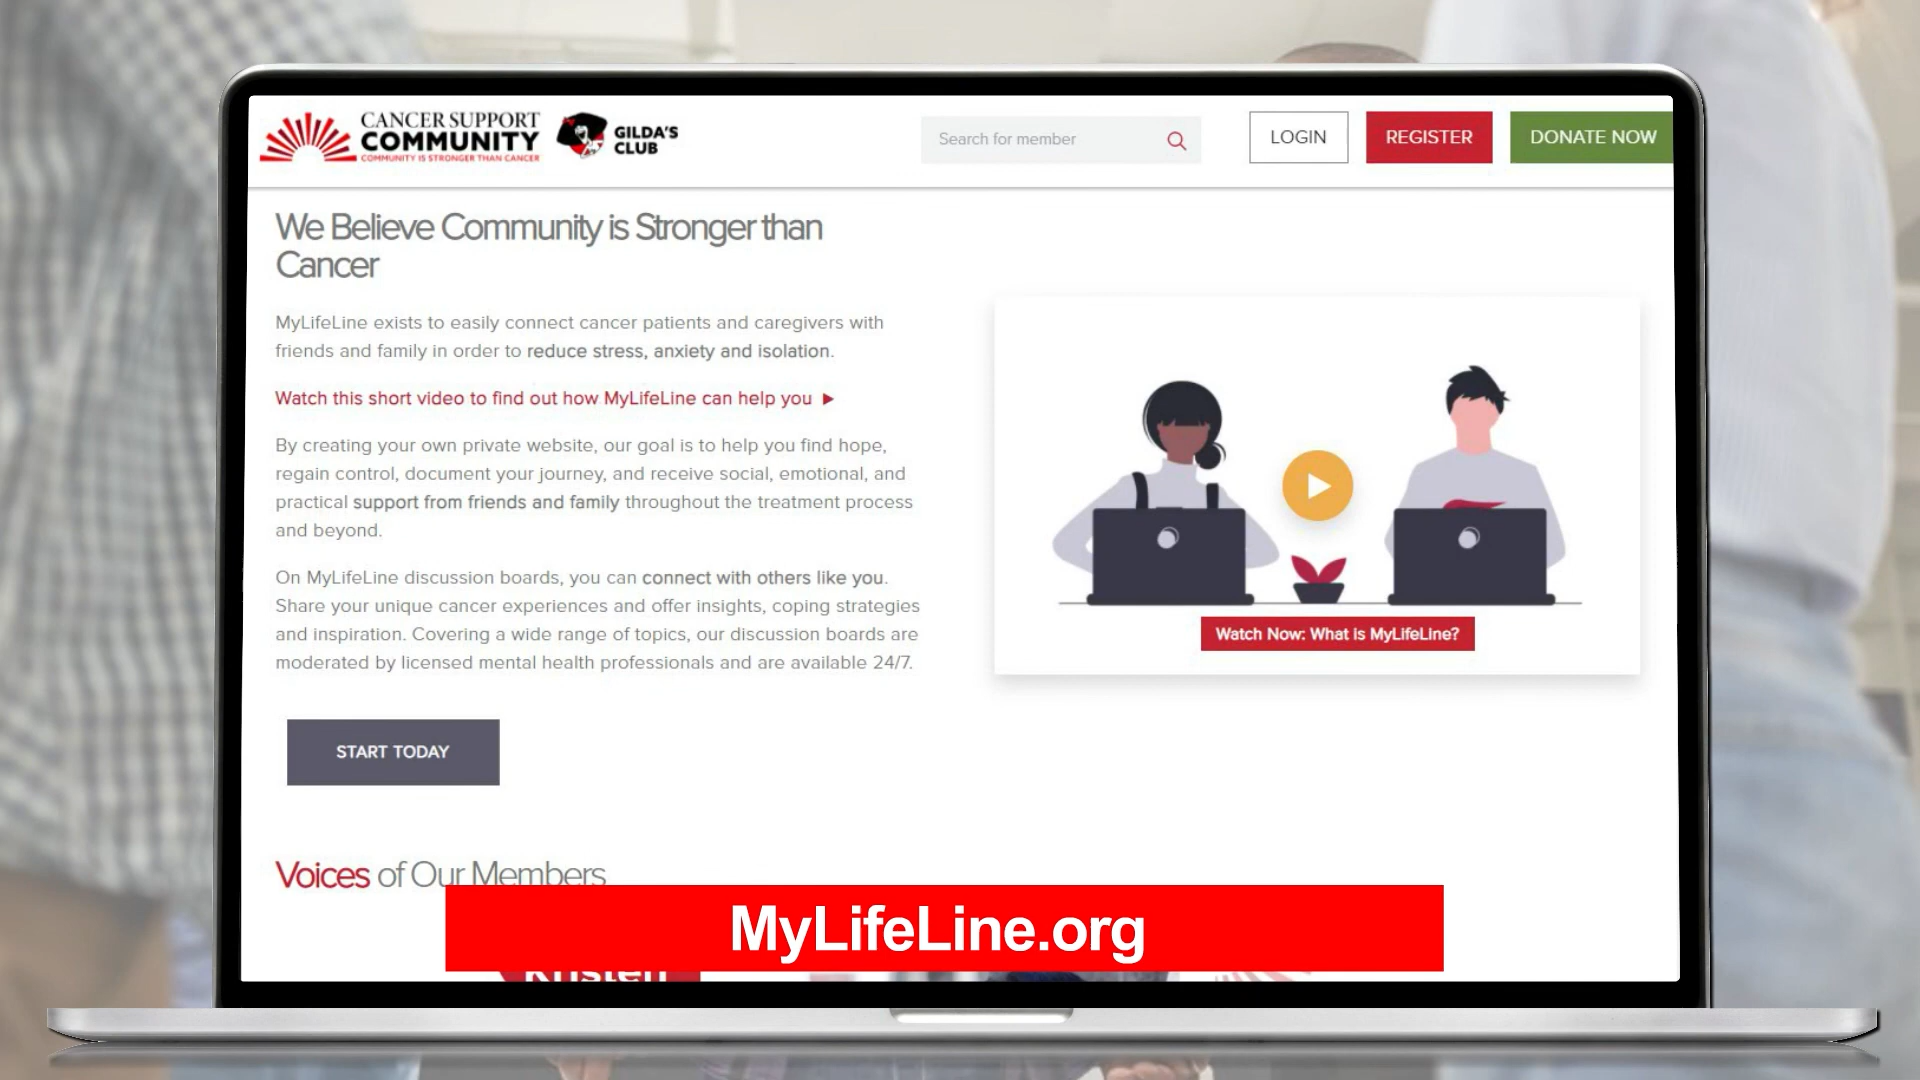 CANCER SUPPORT
COMMUNITY
COMMUNITY IS STRONGER THAN CANCER
GILDA'S
CLUB
Search for member
LOGIN
REGISTER
DONATE NOW
We Believe Community is Stronger than
Cancer
MyLifeLine exists to easily connect cancer patients and caregivers with
friends and family in order to reduce stress, anxiety and isolation.
Watch this short video to find out how MyLifeLine can help you
By creating your own private website, our goal is to help you find hope,
regain control, document your journey, and receive social, emotional, and
practical support from friends and family throughout the treatment process
and beyond.
On MyLifeLine discussion boards, you can connect with others like you.
Share your unique cancer experiences and offer insights, coping strategies
and inspiration. Covering a wide range of topics, our discussion boards are
moderated by licensed mental health professionals and are available 24/7.
Watch Now: What is MyLifeLine?
START TODAY
Voices of Our Members
MyLifeLine.org
Kristen